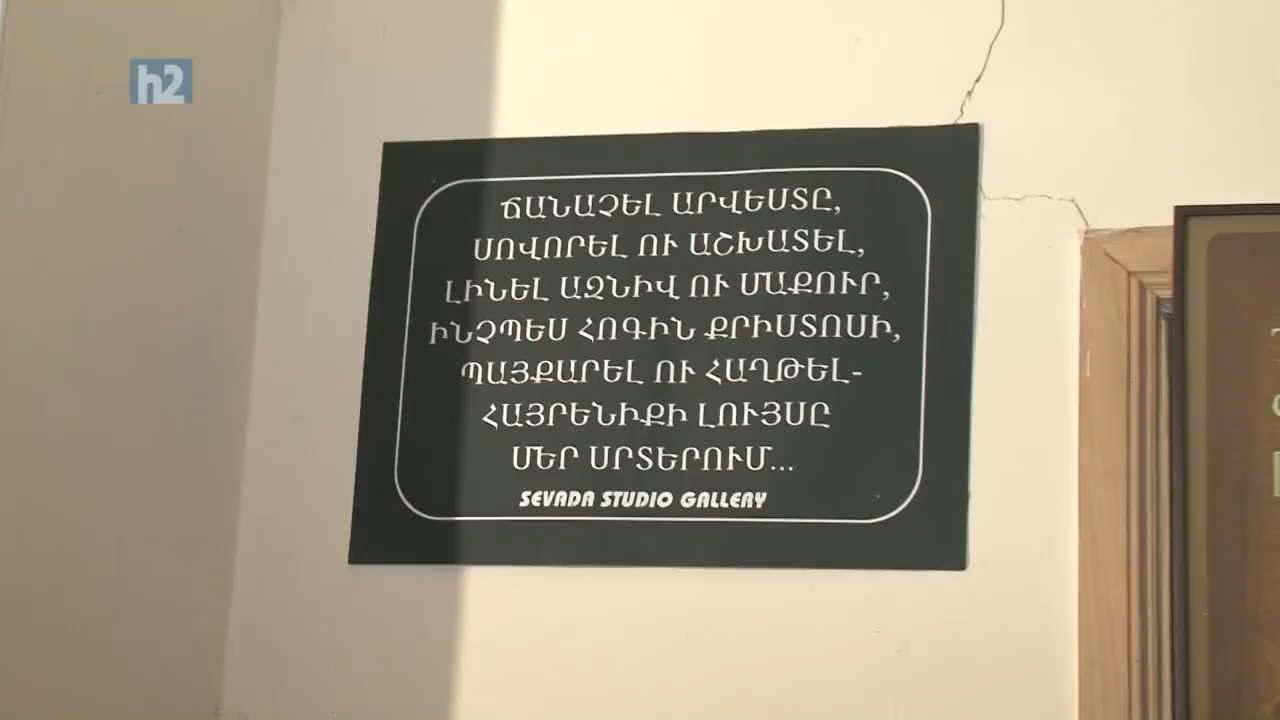 h2
ՃԱՆԱՉԵԼ ԱՐՎԵՍՏԸ,
ՍՈՎՈՐԵԼ ՈՒ ԱՇԽԱՏԵԼ,
ԼԻՆԵԼ ԱԶՆԻՎ ՈՒ ՄԱՔՈՒՐ,
ԻՆՉՊԵՍ ՀՈԳԻՆ ՔՐԻՍՏՈՍԻ,
ՊԱՅՔԱՐԵԼ ՈՒ ՀԱՂԹԵԼ-
ՀԱՅՐԵՆԻՔԻ ԼՈՒՅՍԸ
ՄԵՐ ՍՐՏԵՐՈՒՄ...
SEVADA STUDIO GALLERY